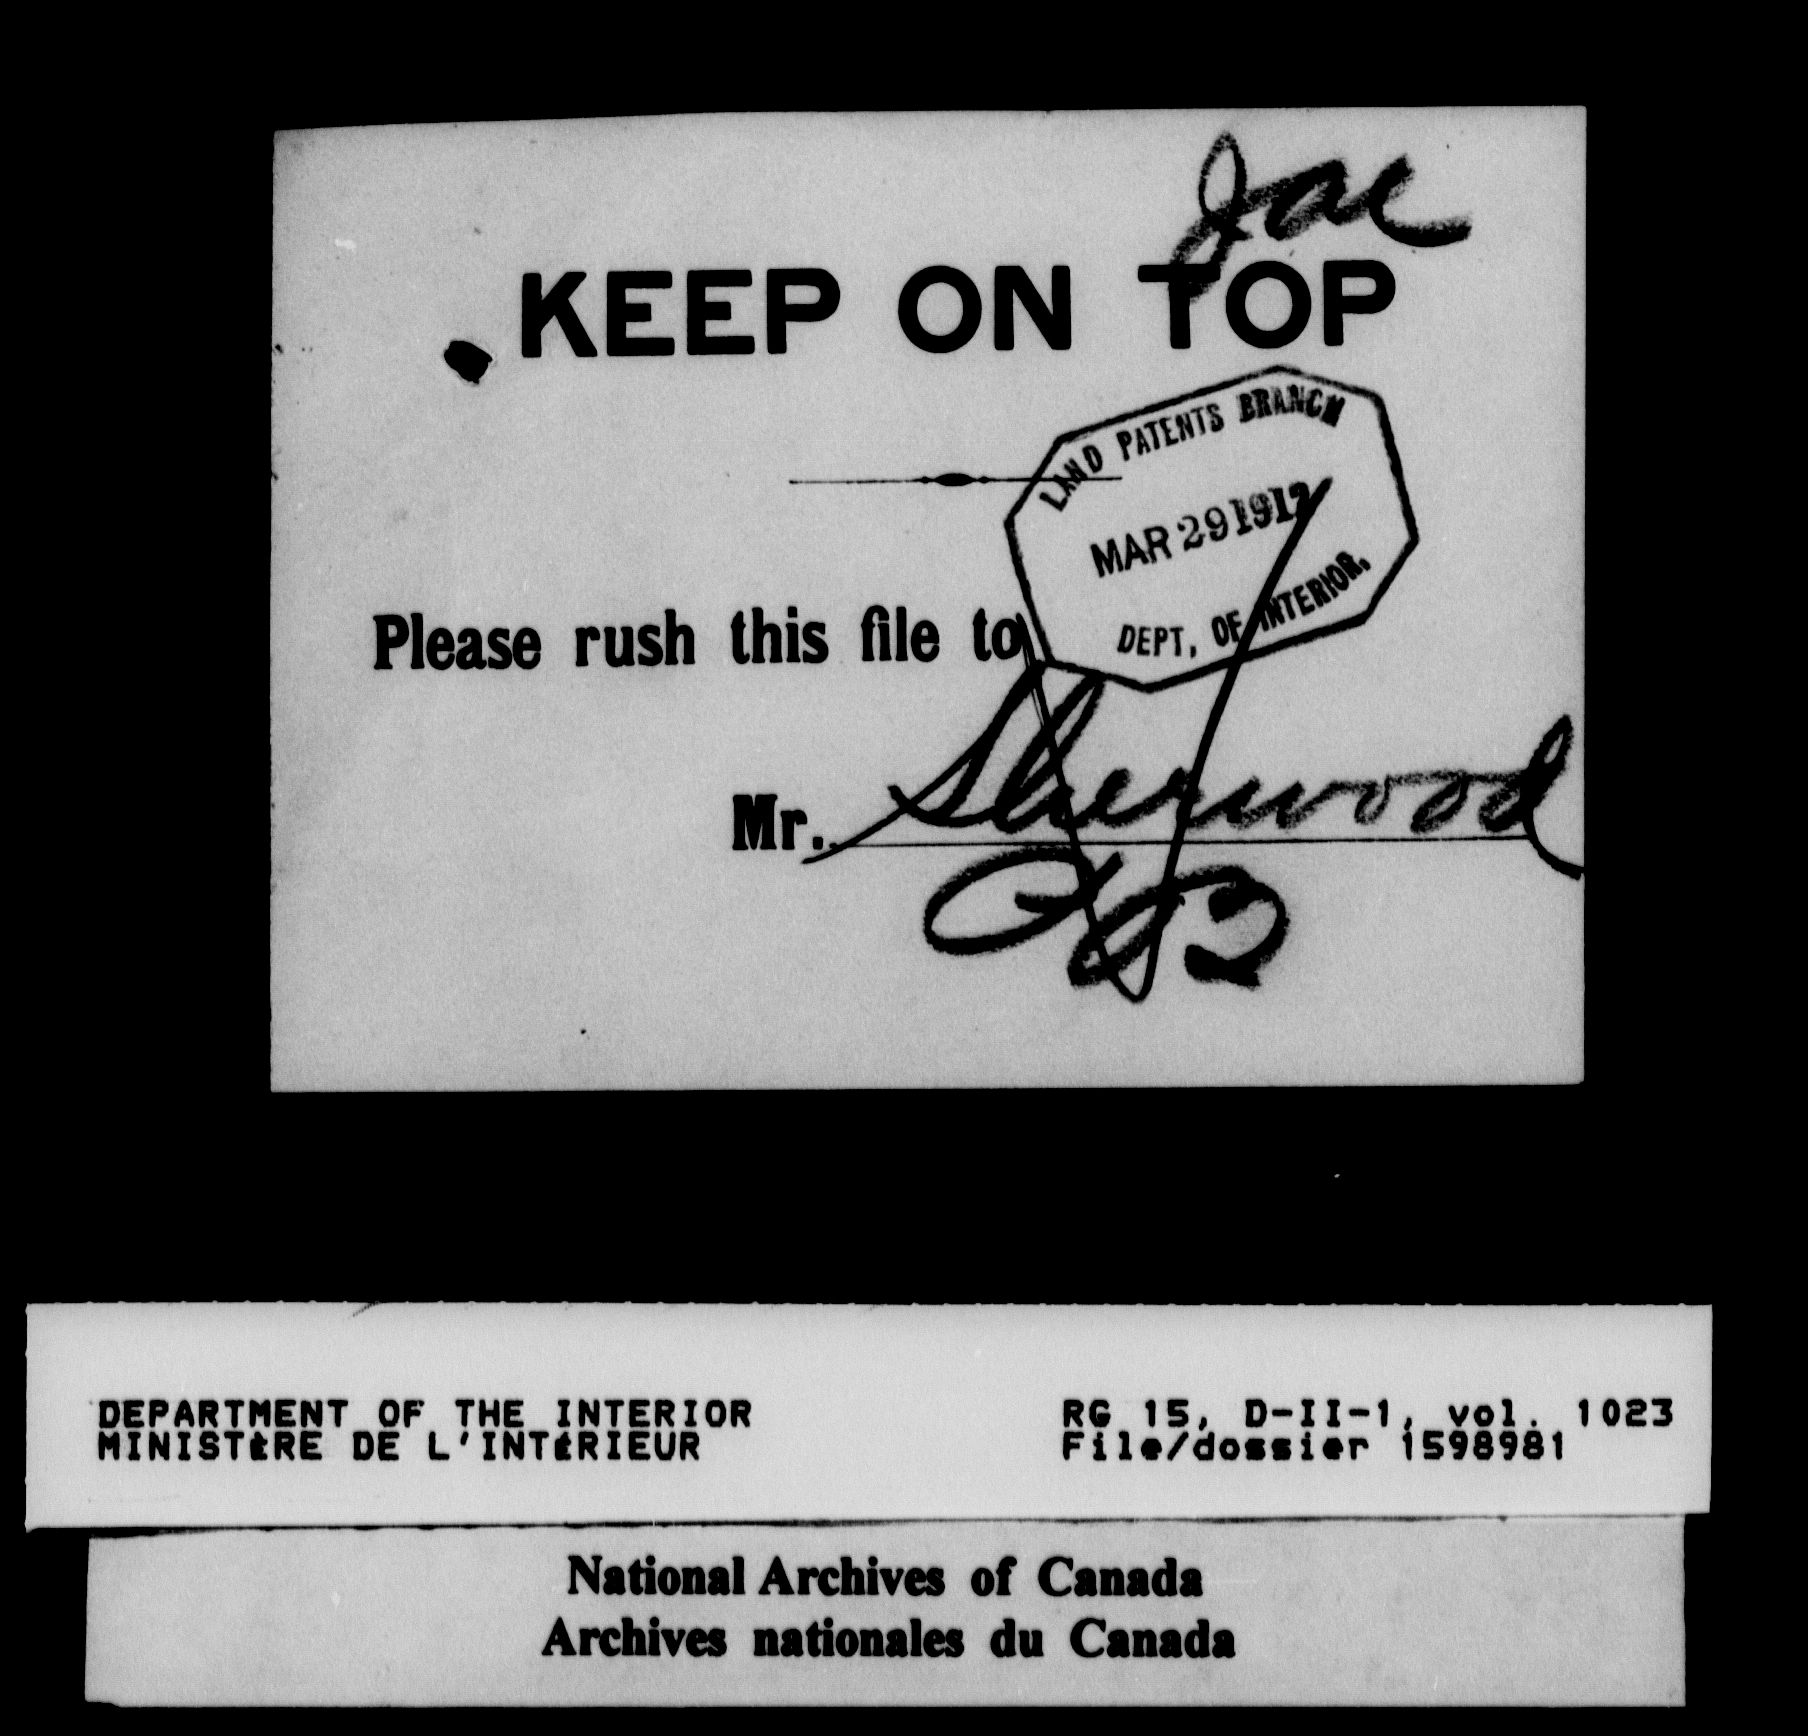 KEEP ON TOP
LAND PATENTS BRANCH
MAR 29 1912
DEPT. OF INTERIOR.
Please rush this file to
Mr. Sherwood
DEPARTMENT OF THE INTERIOR
MINISTÈRE DE L'INTÉRIEUR
RG 15, D-II-1, vol. 1023
File/dossier 1598981
National Archives of Canada
Archives nationales du Canada